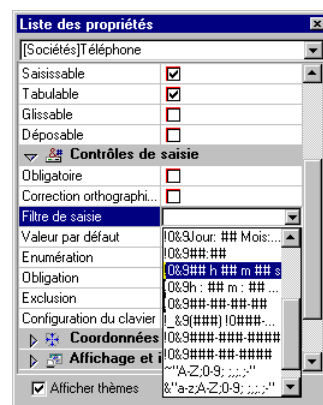 Liste des propriétés
[Sociétés]Téléphone
Saisissable
Tabulable
Glissable
Déposable
Contrôles de saisie
Obligatoire
Correction orthographi...
Filtre de saisie
Valeur par défaut
!0&9Jour: ## Mois:...
Enumération
!0&9##:##
Obligation
!0&9## h ## m ## s
Exclusion
!0&9h : ## m : ## ...
Configuration du clavier
!0&9##-##-##-##
Coordonnées
!_&9(###) !0###-...
Affichage et i
!0&9###-###-####
!0&9###-##-####
~"A-Z;0-9; ;,;.;-"
Afficher thèmes
&"a-z;A-Z;0-9; ;,;.;-"